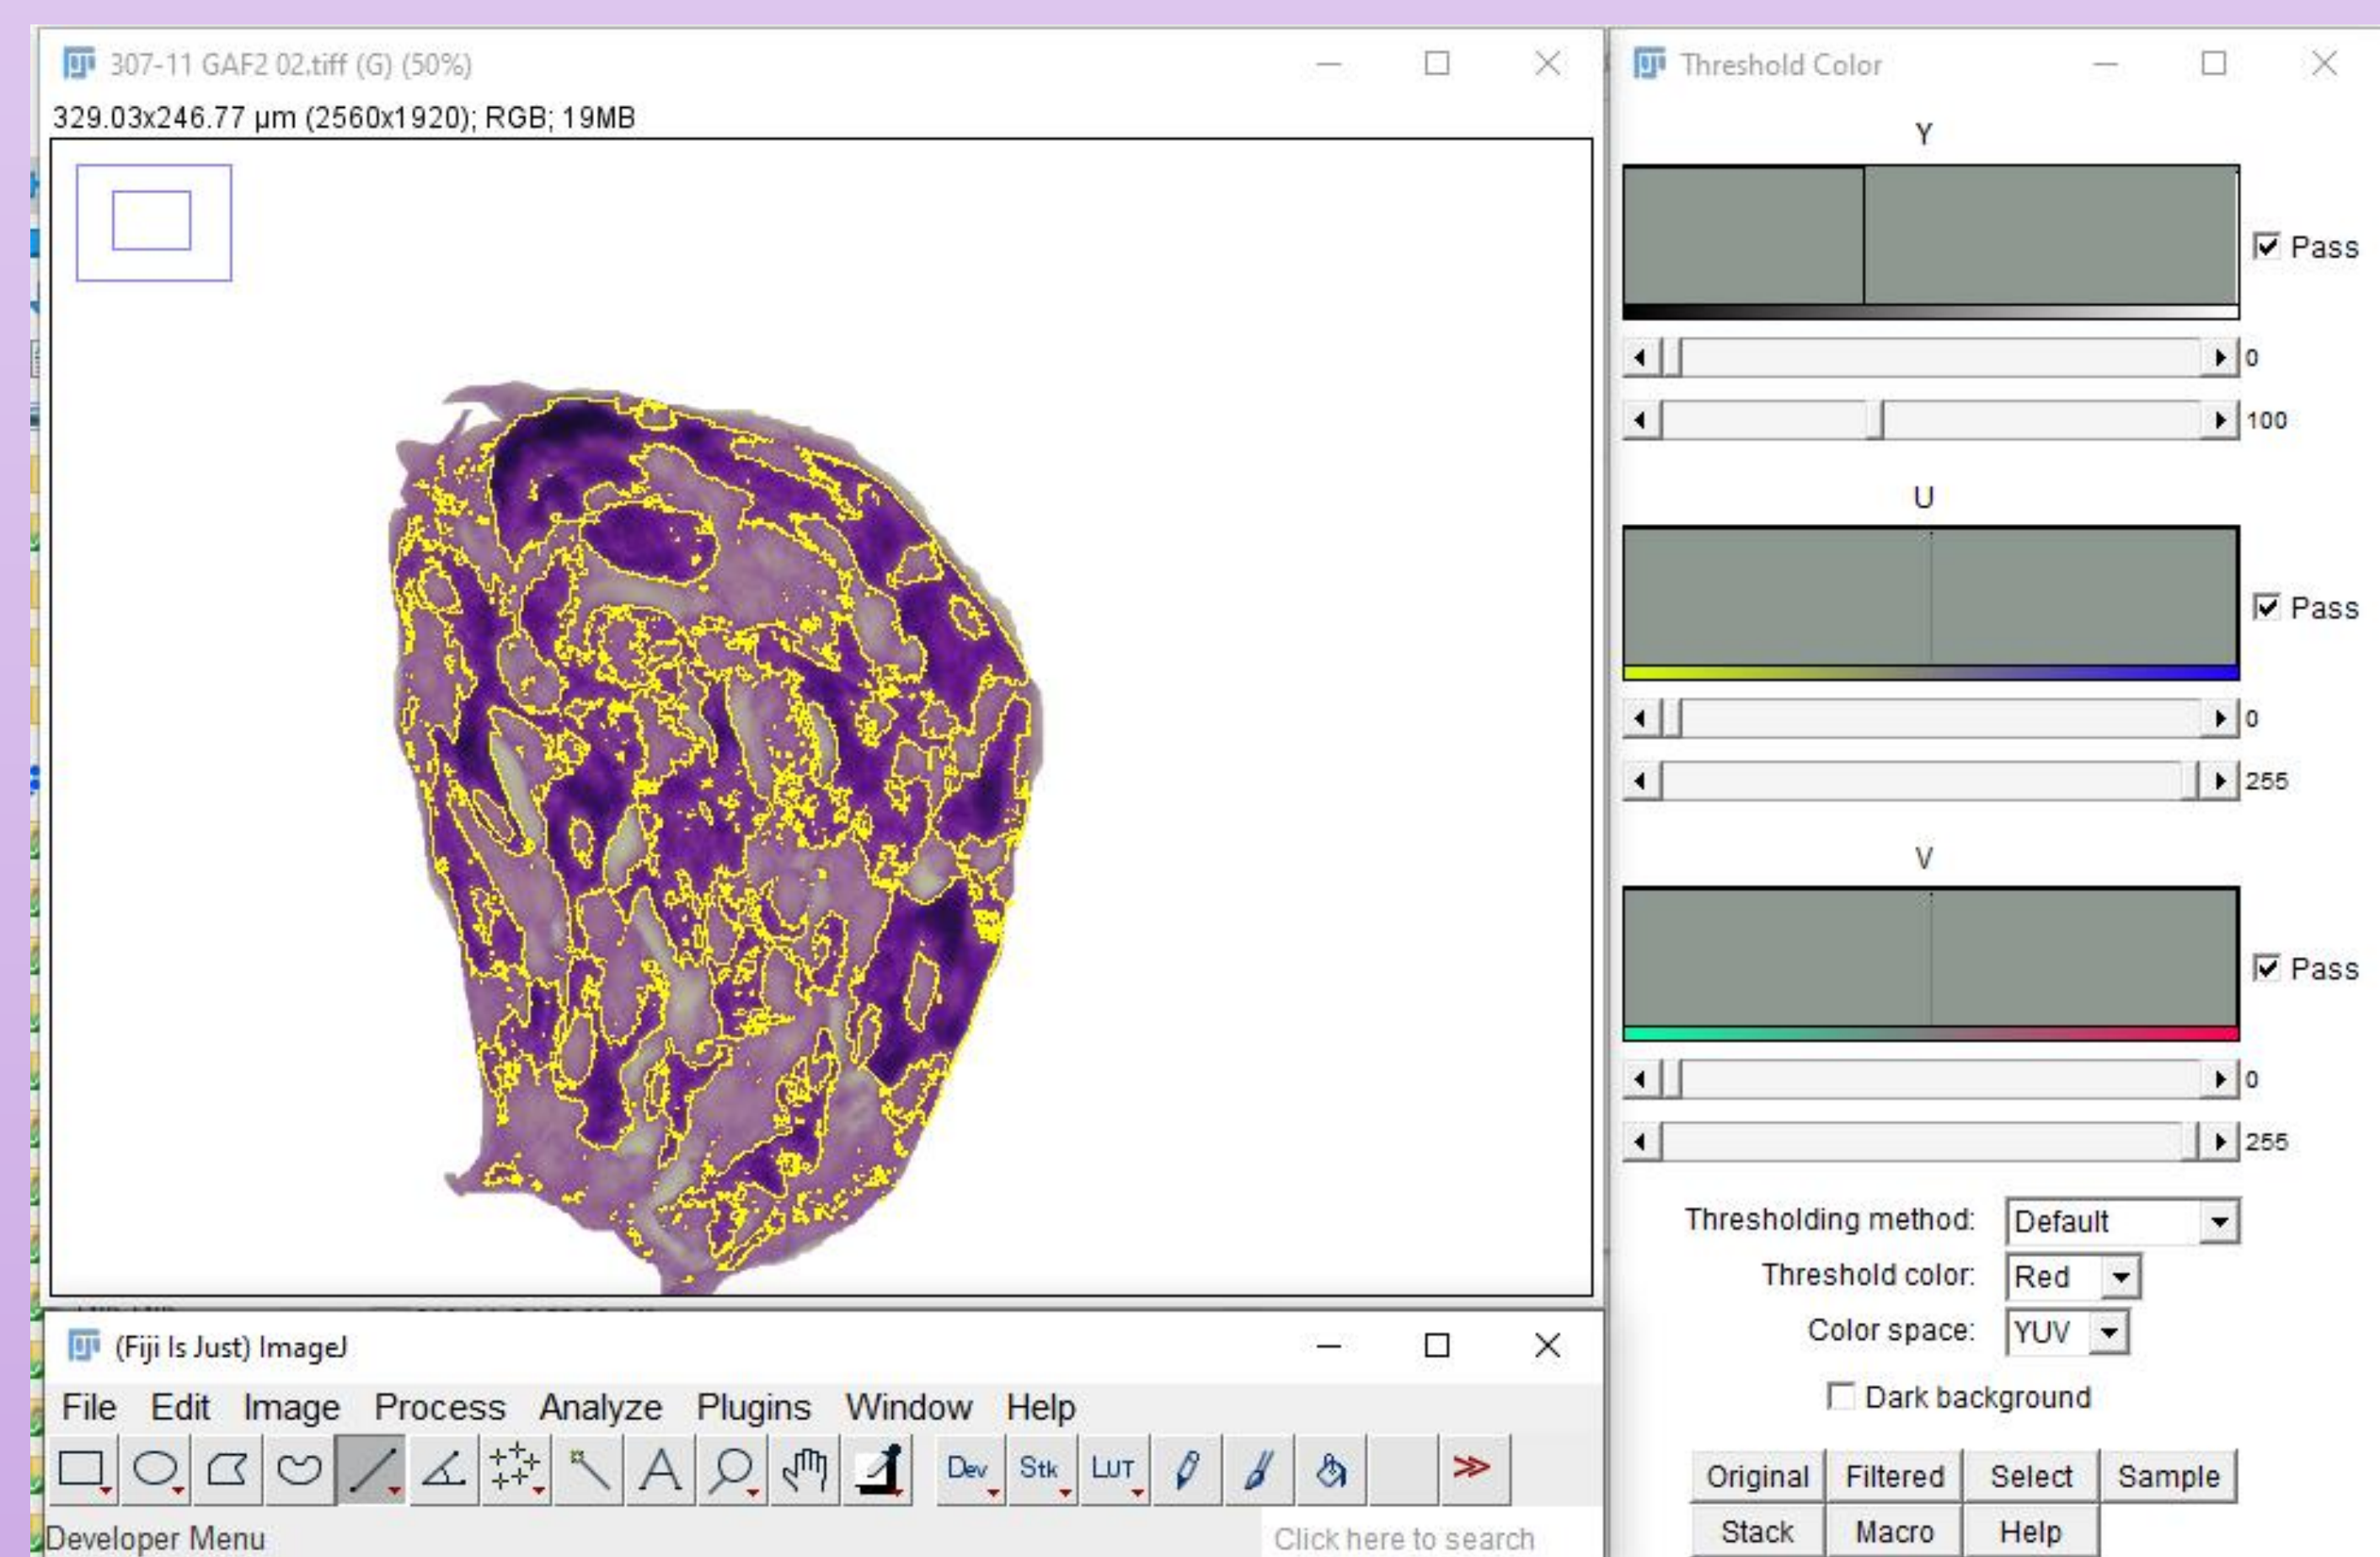 307-11 GAF2 02.tiff (G) (50%)
329.03x246.77 µm (2560x1920); RGB; 19MB
Threshold Color
Y
Pass
0
100
U
Pass
0
255
V
Pass
0
255
Thresholding method: Default
Threshold color: Red
Color space: YUV
Dark background
Original Filtered Select Sample
Stack Macro Help
(Fiji Is Just) ImageJ
File Edit Image Process Analyze Plugins Window Help
A Dev Stk LUT >>
Developer Menu
Click here to search